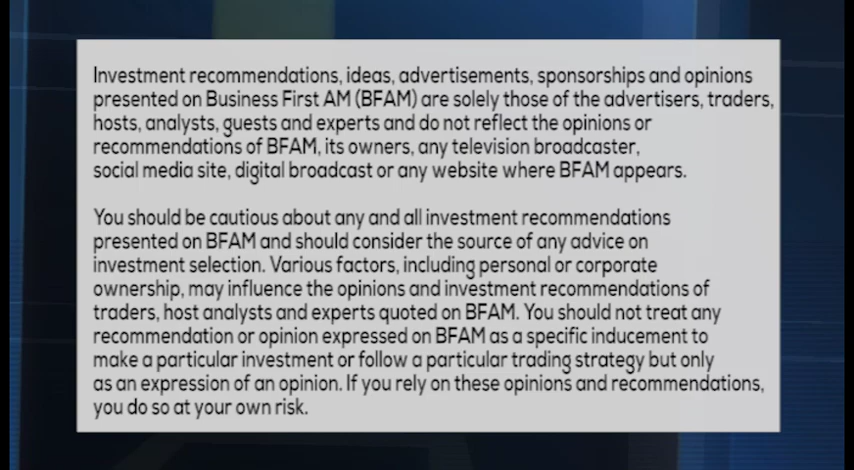 Investment recommendations, ideas, advertisements, sponsorships and opinions
presented on Business First AM (BFAM) are solely those of the advertisers, traders,
hosts, analysts, guests and experts and do not reflect the opinions or
recommendations of BFAM, its owners, any television broadcaster,
social media site, digital broadcast or any website where BFAM appears.
You should be cautious about any and all investment recommendations
presented on BFAM and should consider the source of any advice on
investment selection. Various factors, including personal or corporate
ownership, may influence the opinions and investment recommendations of
traders, host analysts and experts quoted on BFAM. You should not treat any
recommendation or opinion expressed on BFAM as a specific inducement to
make a particular investment or follow a particular trading strategy but only
as an expression of an opinion. If you rely on these opinions and recommendations,
you do so at your own risk.